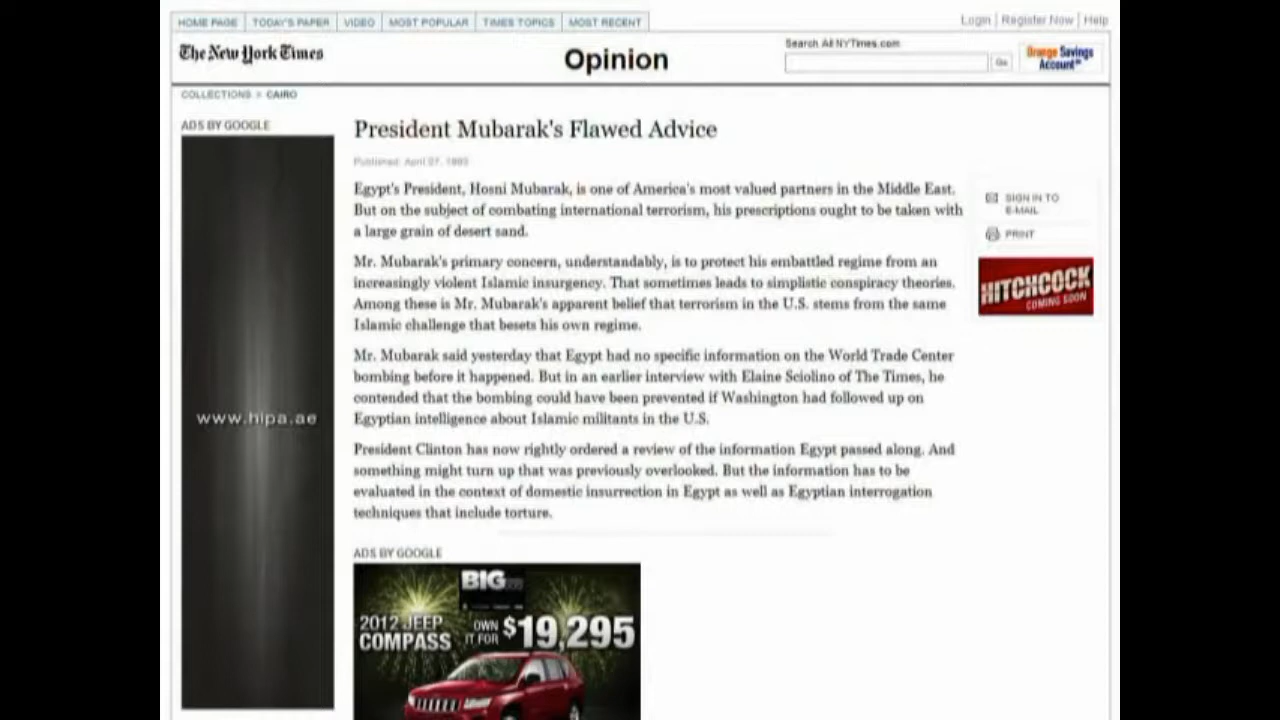 HOME PAGE TODAY'S PAPER VIDEO MOST POPULAR TIMES TOPICS MOST RECENT
Login Register Now Help
The New York Times
Opinion
Search All NYTimes.com
Go
Orange Savings
Account
COLLECTIONS > CAIRO
ADS BY GOOGLE
www.hipa.ae
President Mubarak's Flawed Advice
Published: April 07, 1993
Egypt's President, Hosni Mubarak, is one of America's most valued partners in the Middle East.
But on the subject of combating international terrorism, his prescriptions ought to be taken with
a large grain of desert sand.
Mr. Mubarak's primary concern, understandably, is to protect his embattled regime from an
increasingly violent Islamic insurgency. That sometimes leads to simplistic conspiracy theories.
Among these is Mr. Mubarak's apparent belief that terrorism in the U.S. stems from the same
Islamic challenge that besets his own regime.
Mr. Mubarak said yesterday that Egypt had no specific information on the World Trade Center
bombing before it happened. But in an earlier interview with Elaine Sciolino of The Times, he
contended that the bombing could have been prevented if Washington had followed up on
Egyptian intelligence about Islamic militants in the U.S.
President Clinton has now rightly ordered a review of the information Egypt passed along. And
something might turn up that was previously overlooked. But the information has to be
evaluated in the context of domestic insurrection in Egypt as well as Egyptian interrogation
techniques that include torture.
SIGN IN TO
E-MAIL
PRINT
HITCHCOCK
COMING SOON
ADS BY GOOGLE
BIG
2012 JEEP
COMPASS
OWN
IT FOR
$19,295